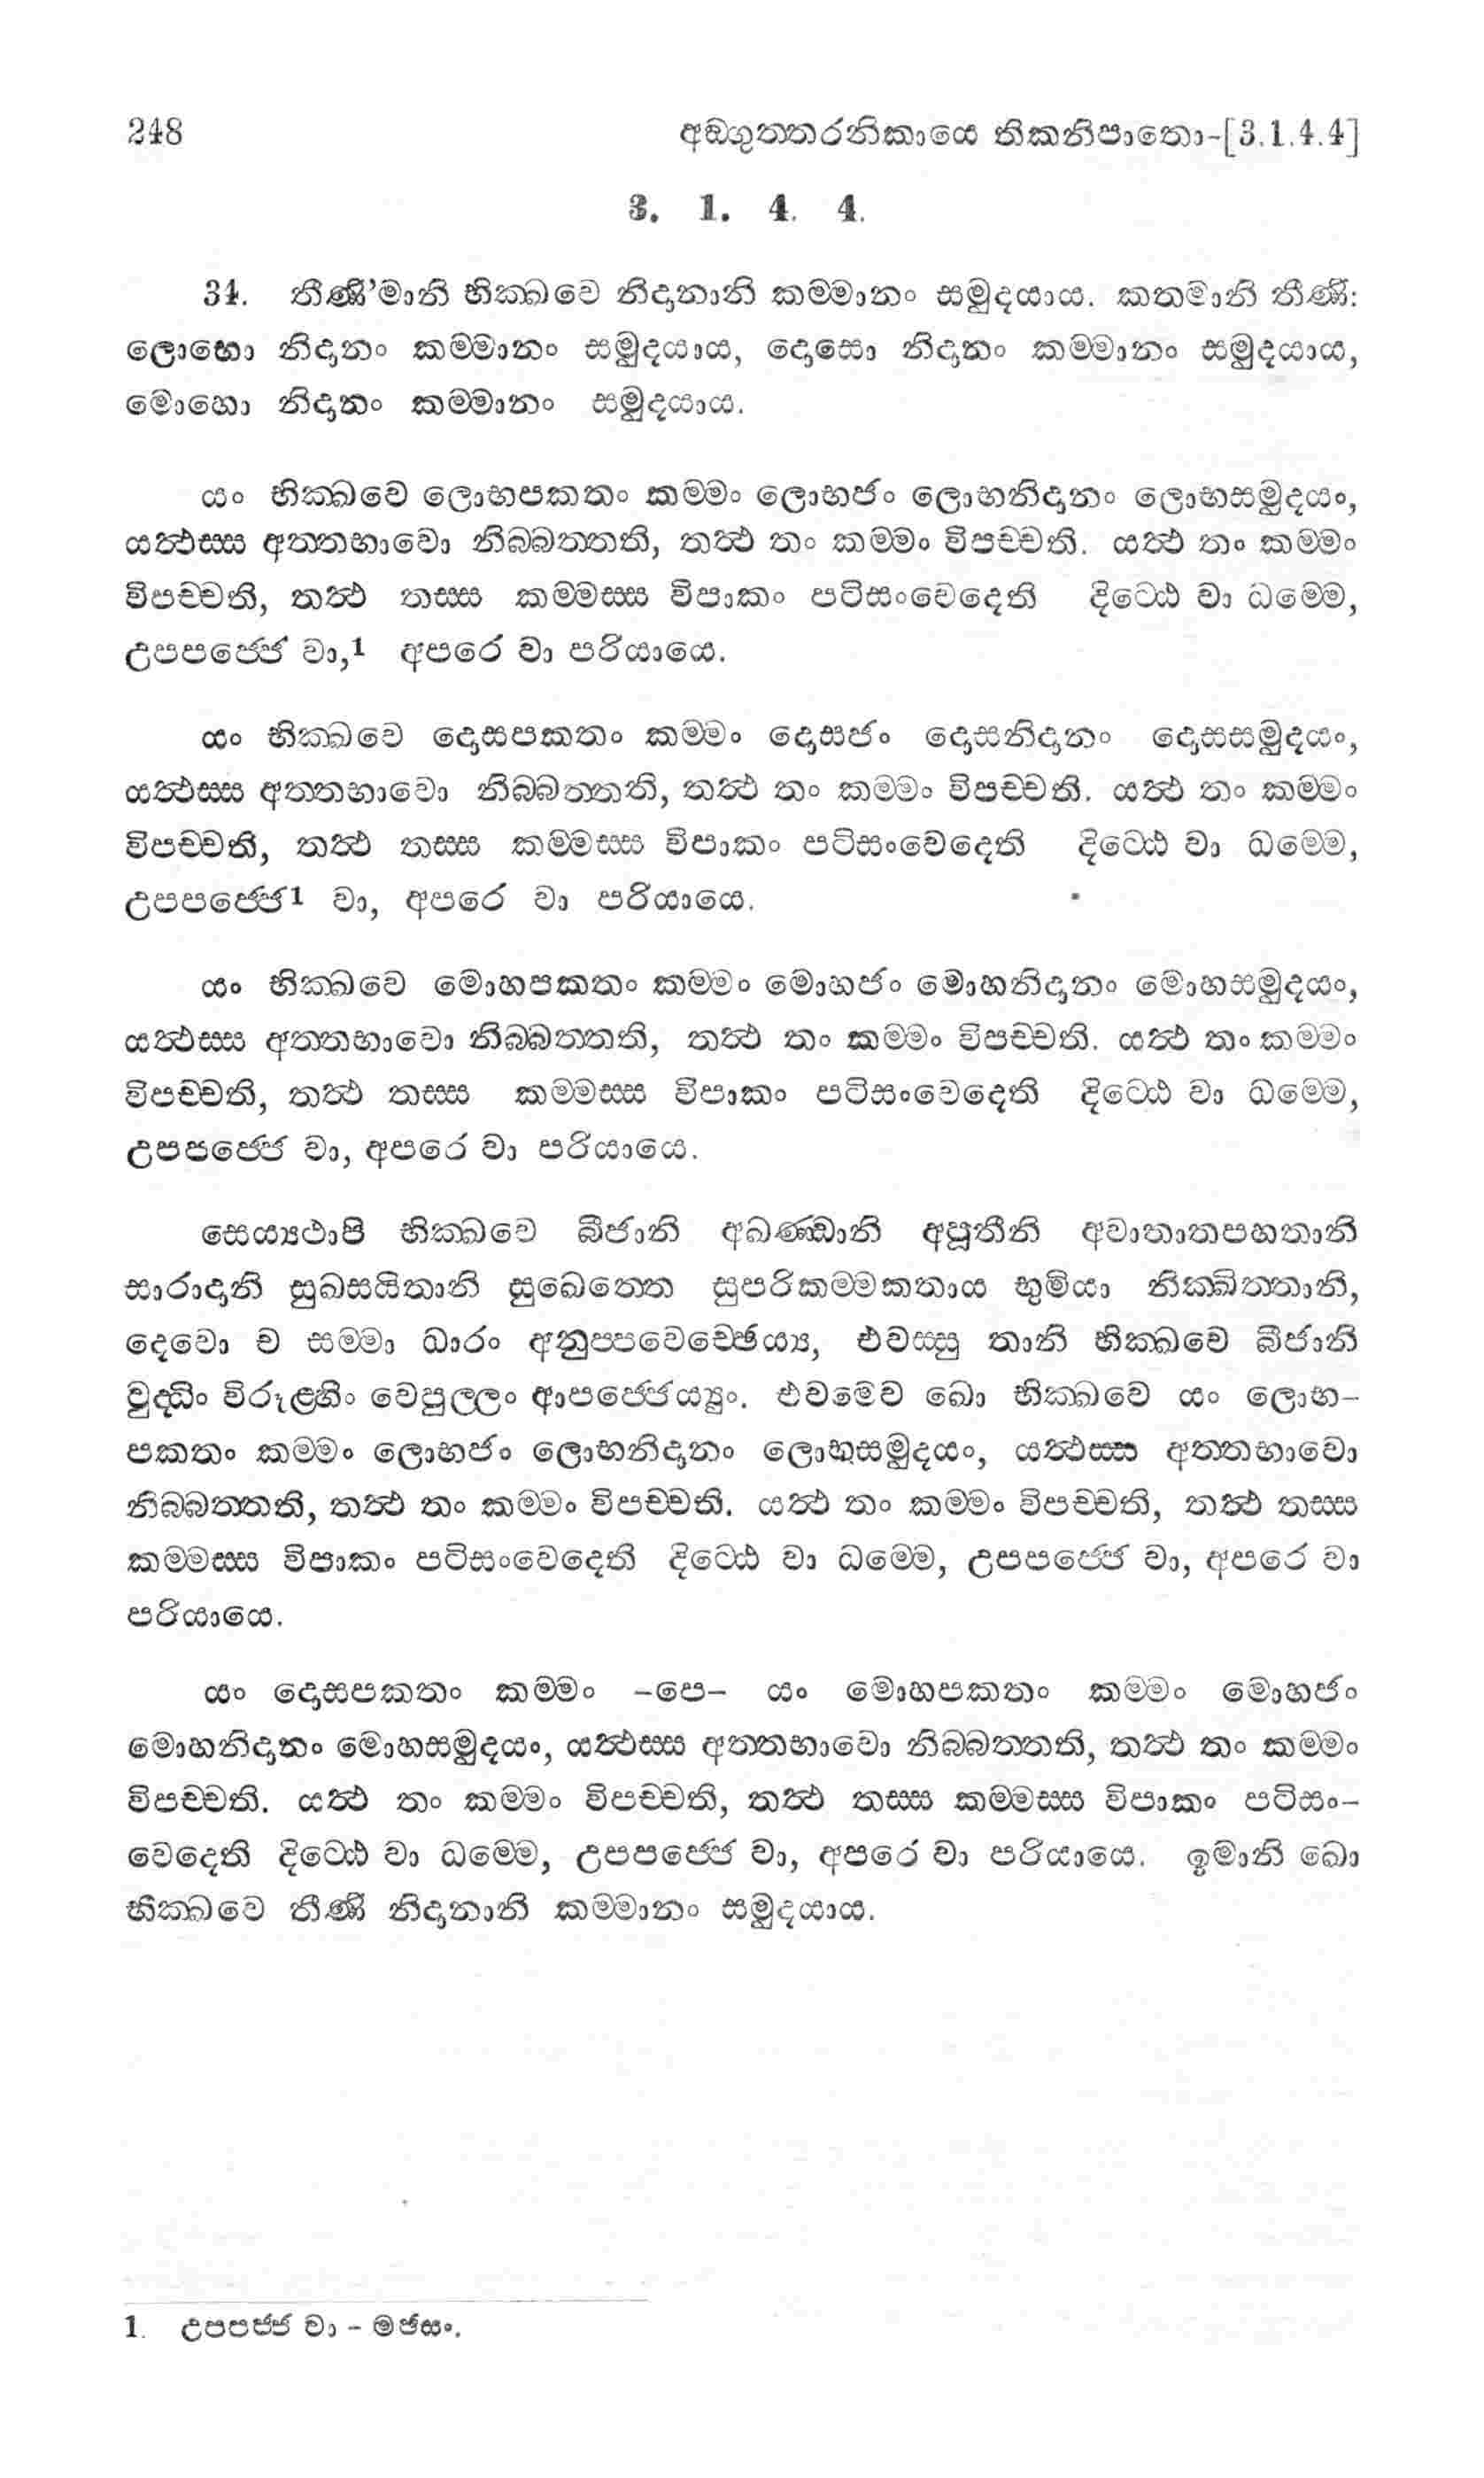 248 අඞ්ගුත්තරනිකායෙ තිකනිපාතො-[3.1.4.4]
3. 1. 4. 4.
34. තීණි'මානි භික්ඛවෙ නිදානානි කම්මානං සමුදයාය. කතමානි තීණි:
ලොභො නිදානං කම්මානං සමුදයාය, දොසො නිදානං කම්මානං සමුදයාය,
මොහො නිදානං කම්මානං සමුදයාය.
යං භික්ඛවෙ ලොභපකතං කම්මං ලොභජං ලොභනිදානං ලොභසමුදයං,
යත්ථස්ස අත්තභාවො නිබ්බත්තති, තත්ථ තං කම්මං විපච්චති. යත්ථ තං කම්මං
විපච්චති, තත්ථ තස්ස කම්මස්ස විපාකං පටිසංවෙදෙති දිට්ඨෙ වා ධම්මෙ,
උපපජ්ජෙ වා,1 අපරෙ වා පරියායෙ.
යං භික්ඛවෙ දොසපකතං කම්මං දොසජං දොසනිදානං දොසසමුදයං,
යත්ථස්ස අත්තභාවො නිබ්බත්තති, තත්ථ තං කම්මං විපච්චති. යත්ථ තං කම්මං
විපච්චති, තත්ථ තස්ස කම්මස්ස විපාකං පටිසංවෙදෙති දිට්ඨෙ වා ධම්මෙ,
උපපජ්ජෙ1 වා, අපරෙ වා පරියායෙ.
යං භික්ඛවෙ මොහපකතං කම්මං මොහජං මොහනිදානං මොහසමුදයං,
යත්ථස්ස අත්තභාවො නිබ්බත්තති, තත්ථ තං කම්මං විපච්චති. යත්ථ තං කම්මං
විපච්චති, තත්ථ තස්ස කම්මස්ස විපාකං පටිසංවෙදෙති දිට්ඨෙ වා ධම්මෙ,
උපපජ්ජෙ වා, අපරෙ වා පරියායෙ.
සෙය්‍යථාපි භික්ඛවෙ බීජානි අඛණ්ඩානි අපූතීනි අවාතාතපහතානි
සාරාදානි සුඛසයිතානි සුඛෙත්තෙ සුපරිකම්මකතාය භූමියා නික්ඛිත්තානි,
දෙවො ච සම්මා ධාරං අනුප්පවෙච්ඡෙය්‍ය, එවස්සු තානි භික්ඛවෙ බීජානි
වුද්ධිං විරූළ්හිං වෙපුල්ලං ආපජ්ජෙය්‍යුං. එවමෙව ඛො භික්ඛවෙ යං ලොභ-
පකතං කම්මං ලොභජං ලොභනිදානං ලොභසමුදයං, යත්ථස්ස අත්තභාවො
නිබ්බත්තති, තත්ථ තං කම්මං විපච්චති. යත්ථ තං කම්මං විපච්චති, තත්ථ තස්ස
කම්මස්ස විපාකං පටිසංවෙදෙති දිට්ඨෙ වා ධම්මෙ, උපපජ්ජෙ වා, අපරෙ වා
පරියායෙ.
යං දොසපකතං කම්මං -පෙ- යං මොහපකතං කම්මං මොහජං
මොහනිදානං මොහසමුදයං, යත්ථස්ස අත්තභාවො නිබ්බත්තති, තත්ථ තං කම්මං
විපච්චති. යත්ථ තං කම්මං විපච්චති, තත්ථ තස්ස කම්මස්ස විපාකං පටිසං-
වෙදෙති දිට්ඨෙ වා ධම්මෙ, උපපජ්ජෙ වා, අපරෙ වා පරියායෙ. ඉමානි ඛො
භික්ඛවෙ තීණි නිදානානි කම්මානං සමුදයාය.
1. උපපජ්ජ වා - මජසං.